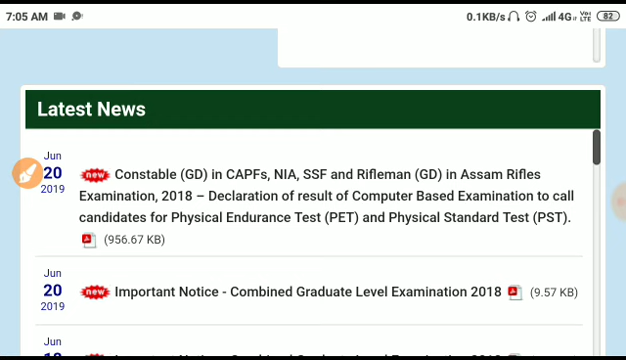 7:05 AM 0.1KB/s 4G Vo LTE 82
Latest News
Jun
20
2019
new Constable (GD) in CAPFs, NIA, SSF and Rifleman (GD) in Assam Rifles
Examination, 2018 – Declaration of result of Computer Based Examination to call
candidates for Physical Endurance Test (PET) and Physical Standard Test (PST).
(956.67 KB)
Jun
20
2019
new Important Notice - Combined Graduate Level Examination 2018 (9.57 KB)
Jun